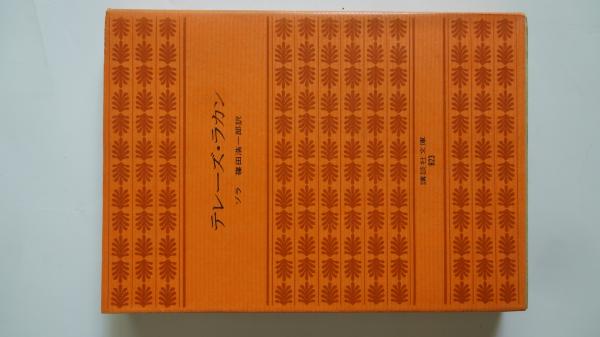 テレーズ・ラカン
ゾラ 篠田浩一郎訳
講談社文庫